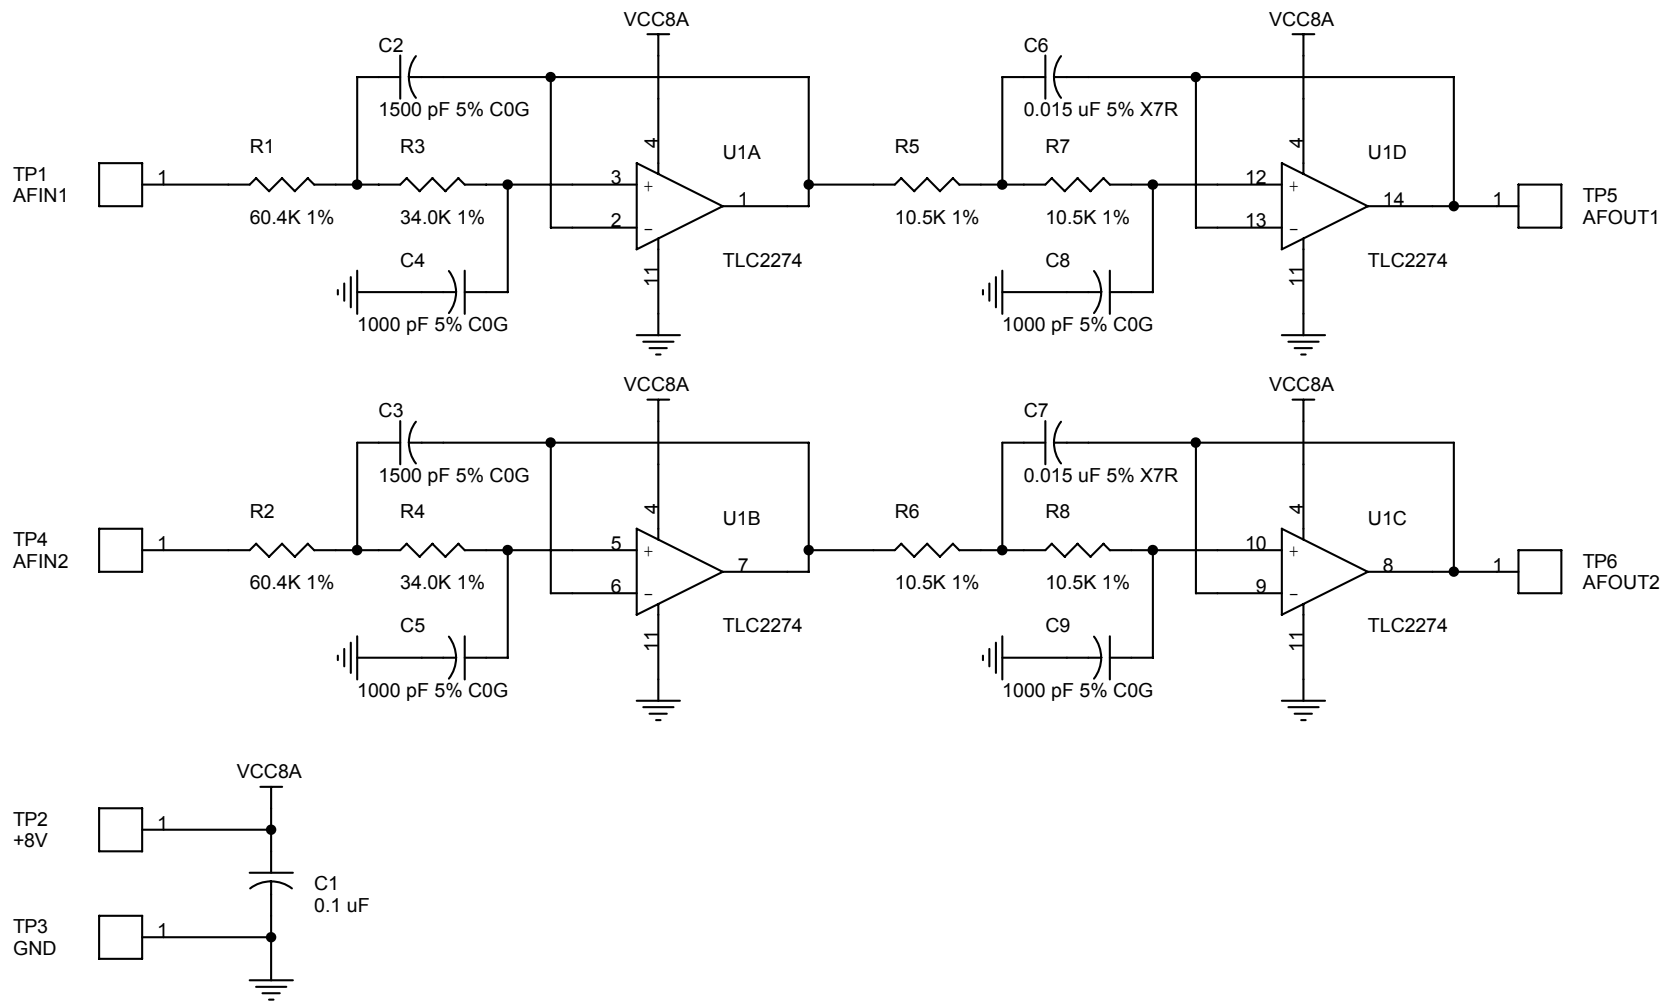 VCC8A
VCC8A
C2
C6
1500 pF 5% C0G
0.015 uF 5% X7R
R1
R3
4
U1A
R5
R7
4
U1D
TP1
AFIN1
1
3
+
12
+
60.4K 1%
34.0K 1%
2
−
1
10.5K 1%
10.5K 1%
13
−
14
1
TP5
AFOUT1
C4
11
TLC2274
C8
11
TLC2274
1000 pF 5% C0G
1000 pF 5% C0G
VCC8A
VCC8A
C3
C7
1500 pF 5% C0G
0.015 uF 5% X7R
R2
R4
4
U1B
R6
R8
4
U1C
TP4
AFIN2
1
5
+
10
+
60.4K 1%
34.0K 1%
6
−
7
10.5K 1%
10.5K 1%
9
−
8
1
TP6
AFOUT2
C5
11
TLC2274
C9
11
TLC2274
1000 pF 5% C0G
1000 pF 5% C0G
VCC8A
TP2
+8V
1
C1
0.1 uF
TP3
GND
1